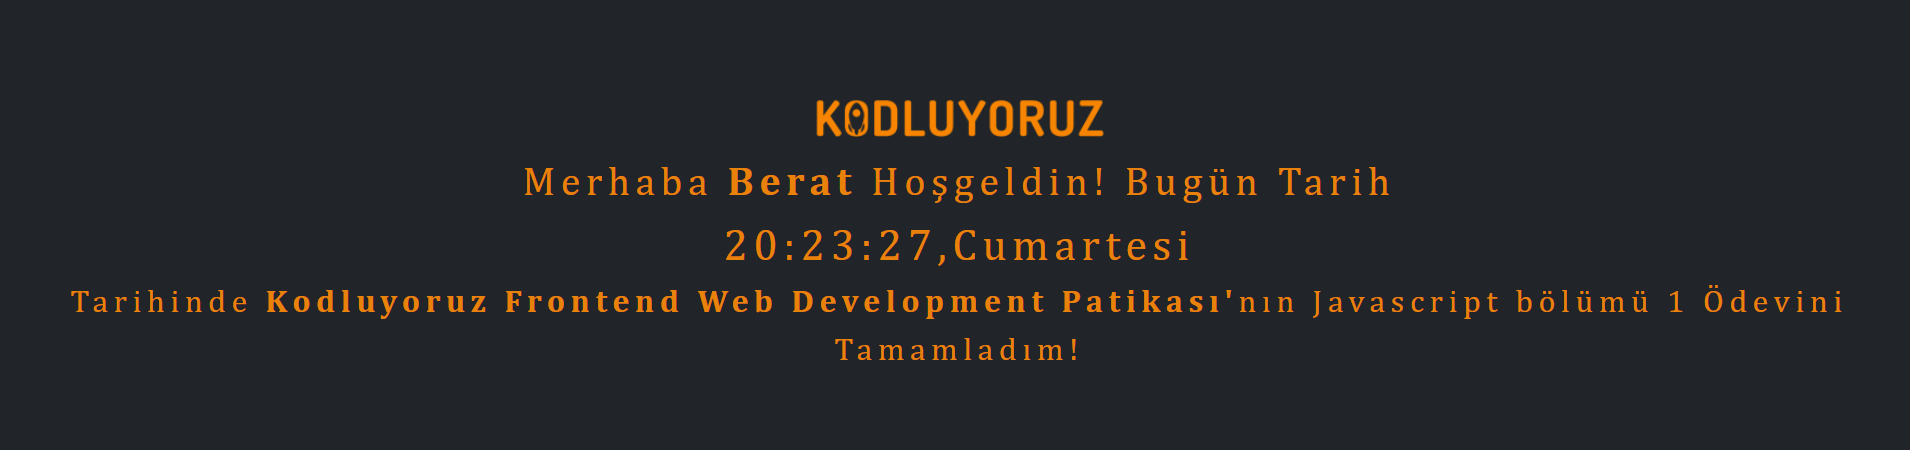 KODLUYORUZ
Merhaba Berat Hoşgeldin! Bugün Tarih
20:23:27,Cumartesi
Tarihinde Kodluyoruz Frontend Web Development Patikası'nın Javascript bölümü 1 Ödevini
Tamamladım!